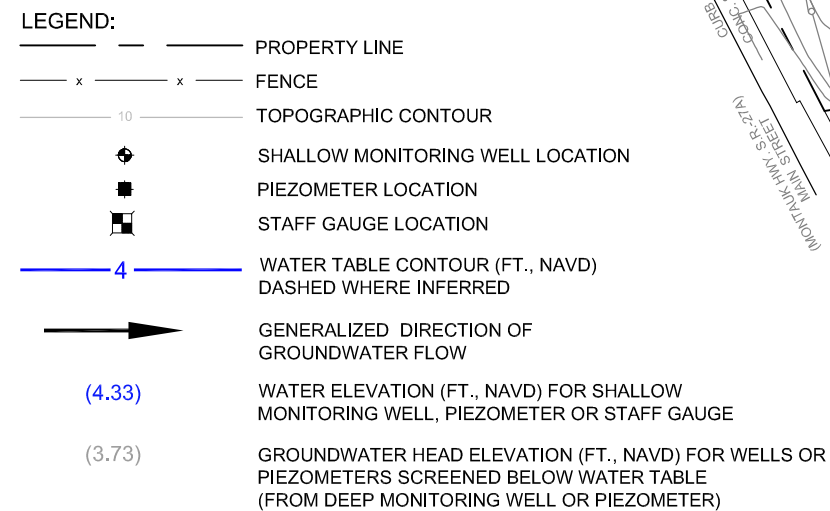 LEGEND:
PROPERTY LINE
x x FENCE
10 TOPOGRAPHIC CONTOUR
SHALLOW MONITORING WELL LOCATION
PIEZOMETER LOCATION
STAFF GAUGE LOCATION
4 WATER TABLE CONTOUR (FT., NAVD)
DASHED WHERE INFERRED
GENERALIZED DIRECTION OF
GROUNDWATER FLOW
(4.33) WATER ELEVATION (FT., NAVD) FOR SHALLOW
MONITORING WELL, PIEZOMETER OR STAFF GAUGE
(3.73) GROUNDWATER HEAD ELEVATION (FT., NAVD) FOR WELLS OR
PIEZOMETERS SCREENED BELOW WATER TABLE
(FROM DEEP MONITORING WELL OR PIEZOMETER)
CURB
CONC.
MAIN STREET
(MONTAUK HWY. S.R.-27A)